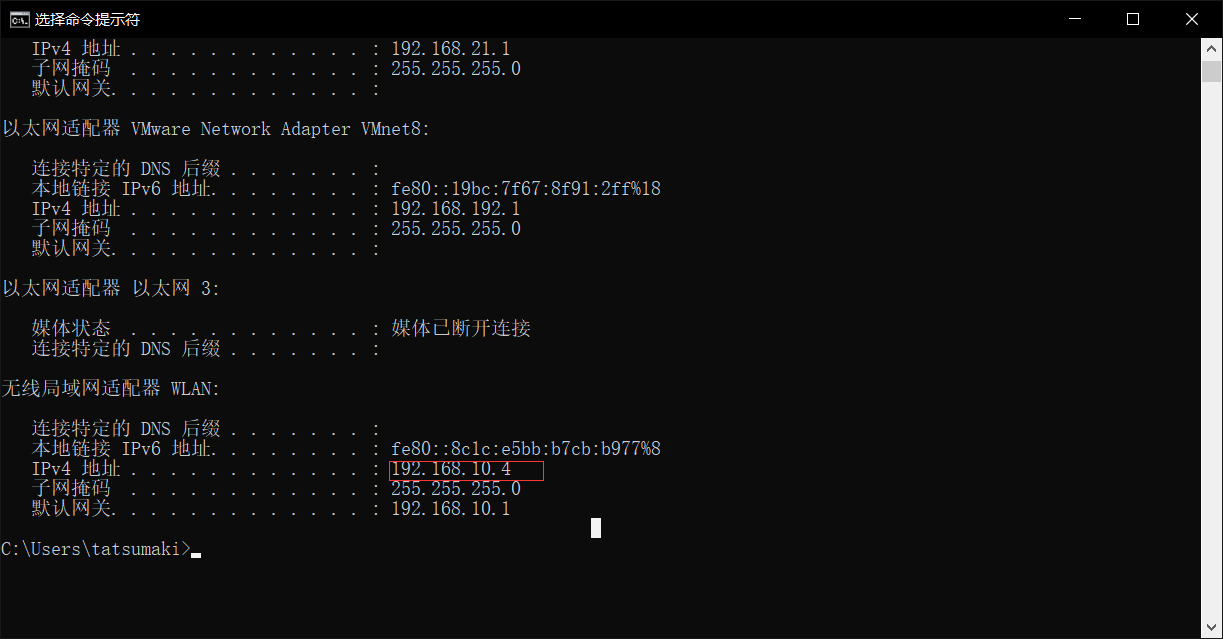 选择命令提示符
IPv4 地址 . . . . . . . . . . . . : 192.168.21.1
子网掩码  . . . . . . . . . . . . : 255.255.255.0
默认网关. . . . . . . . . . . . . :
以太网适配器 VMware Network Adapter VMnet8:
连接特定的 DNS 后缀 . . . . . . . :
本地链接 IPv6 地址. . . . . . . . : fe80::19bc:7f67:8f91:2ff%18
IPv4 地址 . . . . . . . . . . . . : 192.168.192.1
子网掩码  . . . . . . . . . . . . : 255.255.255.0
默认网关. . . . . . . . . . . . . :
以太网适配器 以太网 3:
媒体状态  . . . . . . . . . . . . : 媒体已断开连接
连接特定的 DNS 后缀 . . . . . . . :
无线局域网适配器 WLAN:
连接特定的 DNS 后缀 . . . . . . . :
本地链接 IPv6 地址. . . . . . . . : fe80::8c1c:e5bb:b7cb:b977%8
IPv4 地址 . . . . . . . . . . . . : 192.168.10.4
子网掩码  . . . . . . . . . . . . : 255.255.255.0
默认网关. . . . . . . . . . . . . : 192.168.10.1
C:\Users\tatsumaki>